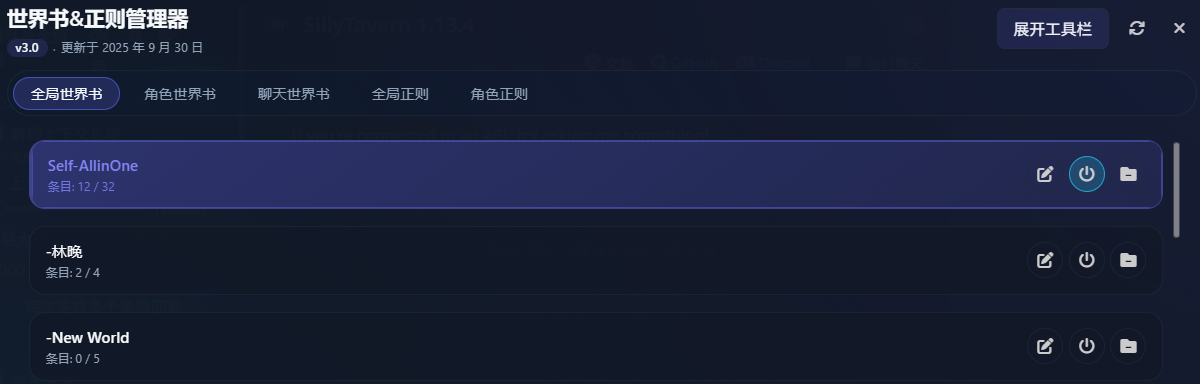 世界书&正则管理器
v3.0 · 更新于 2025 年 9 月 30 日
展开工具栏
全局世界书 角色世界书 聊天世界书 全局正则 角色正则
Self-AllinOne
条目: 12 / 32
-林晚
条目: 2 / 4
-New World
条目: 0 / 5